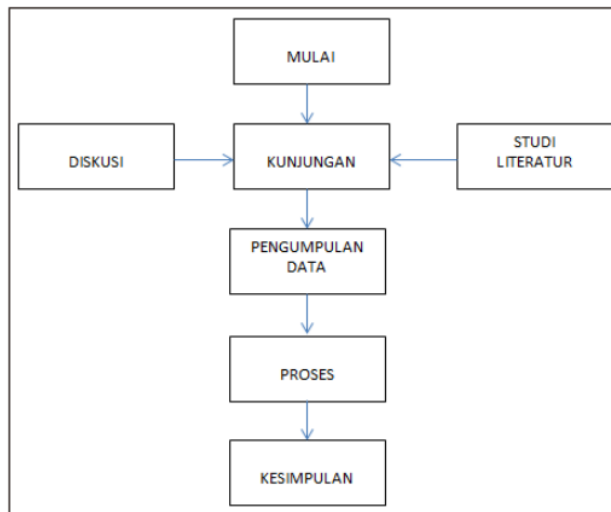 MULAI
DISKUSI
KUNJUNGAN
STUDI
LITERATUR
PENGUMPULAN
DATA
PROSES
KESIMPULAN